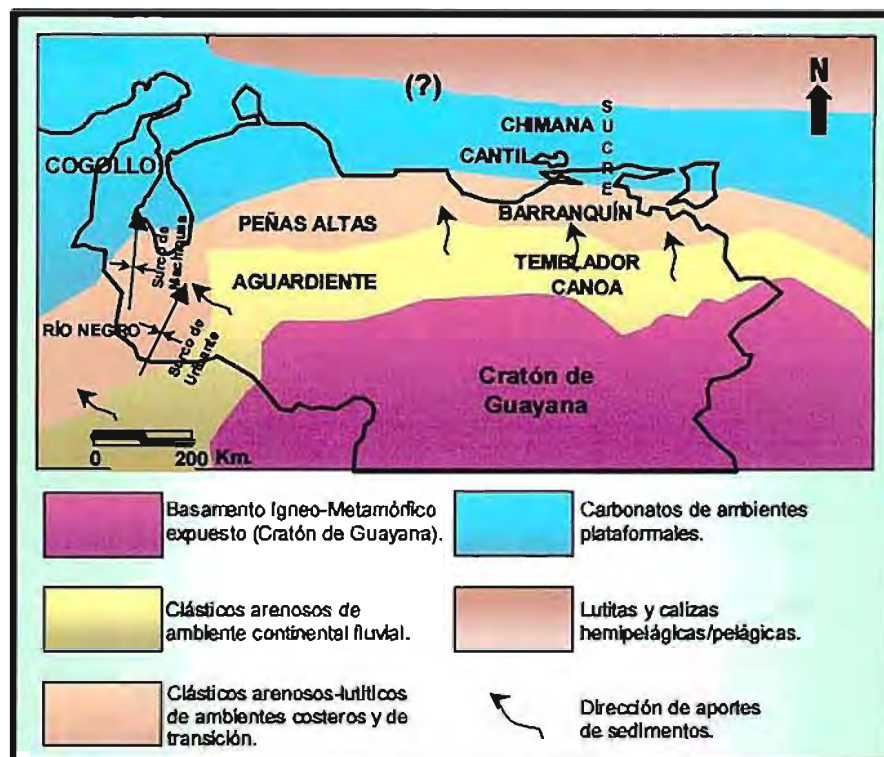 (?)
N
SUCRE
CHIMANA
CANTIL
COGOLLO
BARRANQUÍN
PEÑAS ALTAS
TEMBLADOR
CANOA
AGUARDIENTE
Surco de
Machiques
RÍO NEGRO
Surco de
Uribante
Cratón de
Guayana
0 200 Km.
Basamento Igneo-Metamórfico
expuesto (Cratón de Guayana).
Carbonatos de ambientes
plataformales.
Clásticos arenosos de
ambiente continental fluvial.
Lutitas y calizas
hemipelágicas/pelágicas.
Clásticos arenosos-lutíticos
de ambientes costeros y de
transición.
Dirección de aportes
de sedimentos.